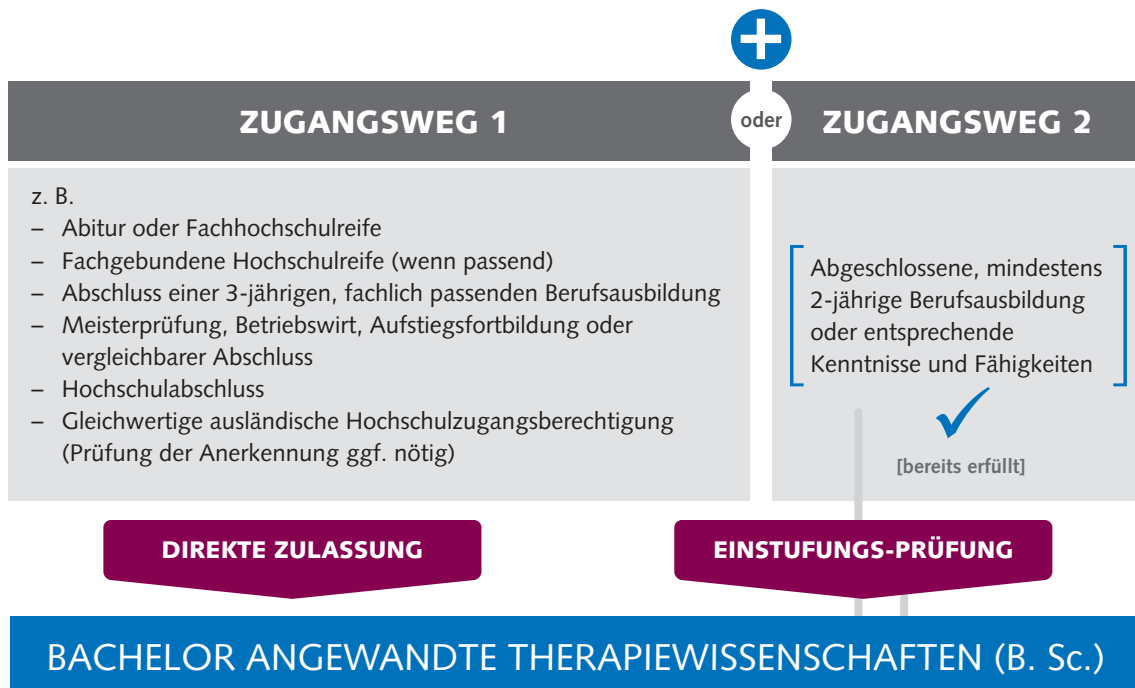 ZUGANGSWEG 1
oder
ZUGANGSWEG 2
z. B.
– Abitur oder Fachhochschulreife
– Fachgebundene Hochschulreife (wenn passend)
– Abschluss einer 3-jährigen, fachlich passenden Berufsausbildung
– Meisterprüfung, Betriebswirt, Aufstiegsfortbildung oder
vergleichbarer Abschluss
– Hochschulabschluss
– Gleichwertige ausländische Hochschulzugangsberechtigung
(Prüfung der Anerkennung ggf. nötig)
Abgeschlossene, mindestens
2-jährige Berufsausbildung
oder entsprechende
Kenntnisse und Fähigkeiten
[bereits erfüllt]
DIREKTE ZULASSUNG
EINSTUFUNGS-PRÜFUNG
BACHELOR ANGEWANDTE THERAPIEWISSENSCHAFTEN (B. Sc.)